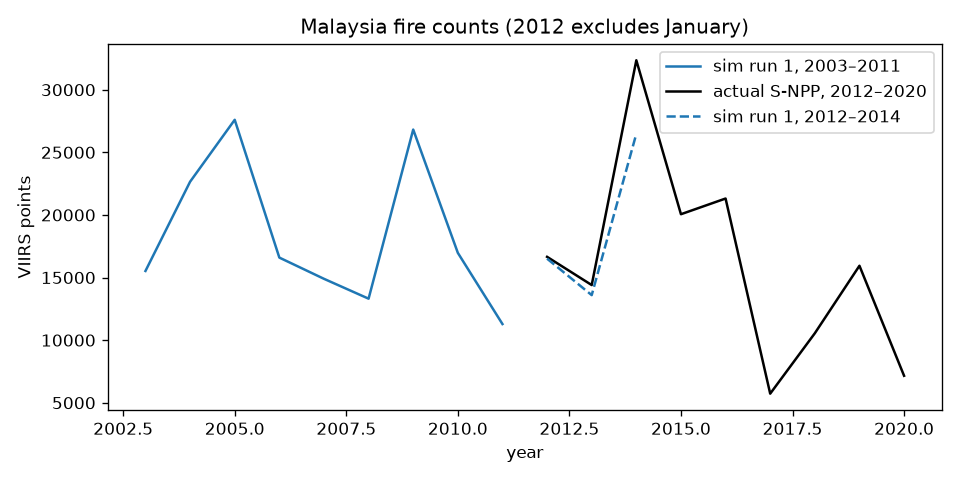 Malaysia fire counts (2012 excludes January)
sim run 1, 2003–2011
actual S-NPP, 2012–2020
sim run 1, 2012–2014
VIIRS points
30000
25000
20000
15000
10000
5000
2002.5 2005.0 2007.5 2010.0 2012.5 2015.0 2017.5 2020.0
year